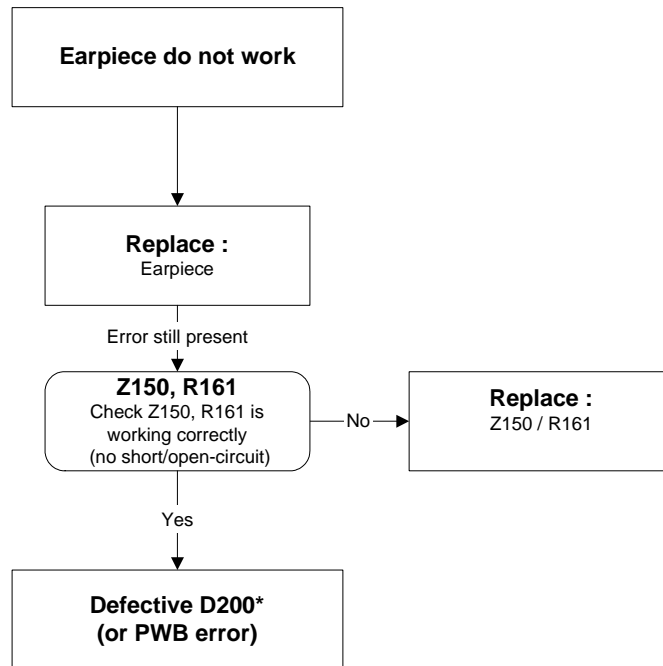 Earpiece do not work
Replace :
Earpiece
Error still present
Z150, R161
Check Z150, R161 is
working correctly
(no short/open-circuit)
No
Replace :
Z150 / R161
Yes
Defective D200*
(or PWB error)